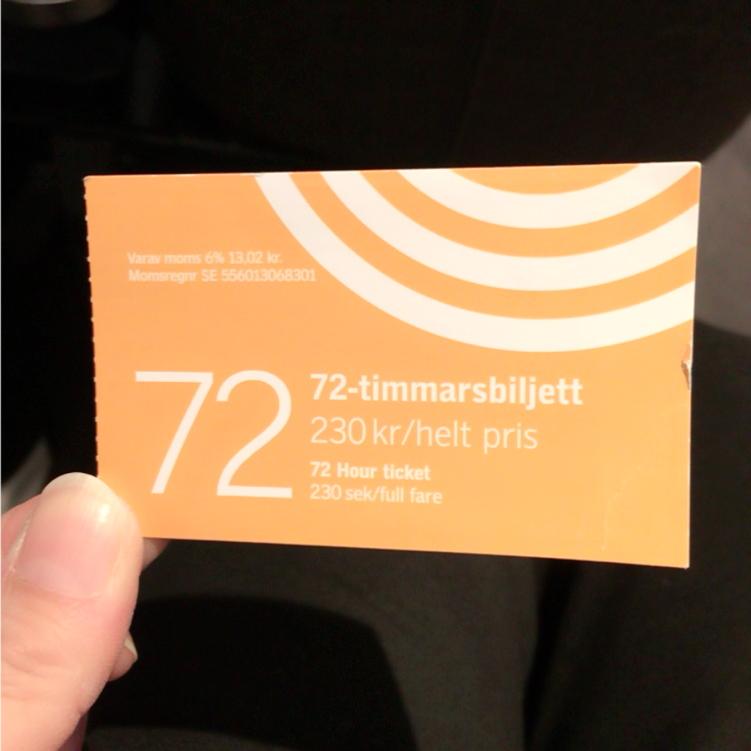 Varav moms 6% 13,02 kr.
Momsregnr SE 556013068301
72
72-timmarsbiljett
230 kr/helt pris
72 Hour ticket
230 sek/full fare